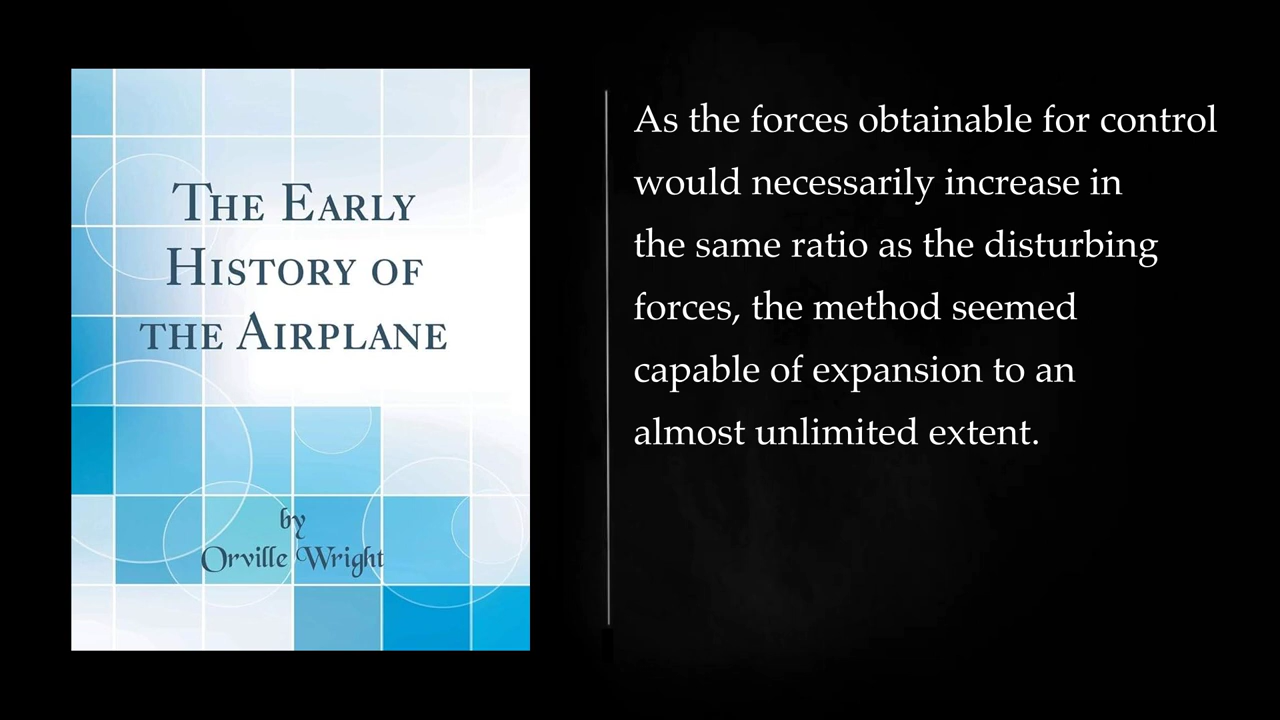 The Early
History of
the Airplane
by
Orville Wright
As the forces obtainable for control
would necessarily increase in
the same ratio as the disturbing
forces, the method seemed
capable of expansion to an
almost unlimited extent.